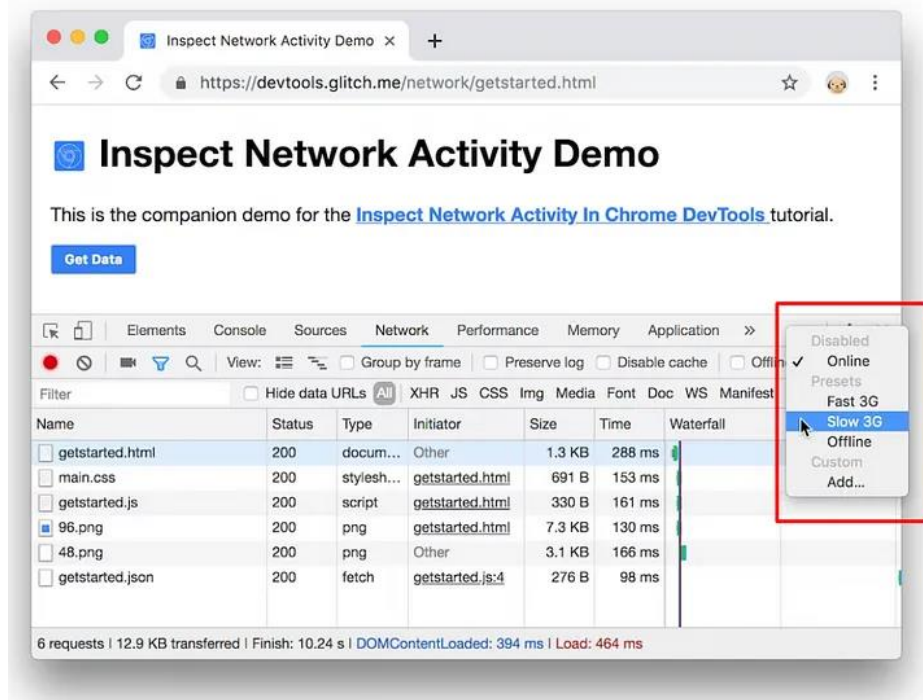 Inspect Network Activity Demo
https://devtools.glitch.me/network/getstarted.html
Inspect Network Activity Demo
This is the companion demo for the Inspect Network Activity In Chrome DevTools tutorial.
Get Data
Elements Console Sources Network Performance Memory Application »
View: Group by frame Preserve log Disable cache
Filter Hide data URLs All XHR JS CSS Img Media Font Doc WS Manifest
Disabled
Online
Presets
Fast 3G
Slow 3G
Offline
Custom
Add...
Name Status Type Initiator Size Time Waterfall
getstarted.html 200 docum... Other 1.3 KB 288 ms
main.css 200 stylesh... getstarted.html 691 B 153 ms
getstarted.js 200 script getstarted.html 330 B 161 ms
96.png 200 png getstarted.html 7.3 KB 130 ms
48.png 200 png Other 3.1 KB 166 ms
getstarted.json 200 fetch getstarted.js:4 276 B 98 ms
6 requests | 12.9 KB transferred | Finish: 10.24 s | DOMContentLoaded: 394 ms | Load: 464 ms